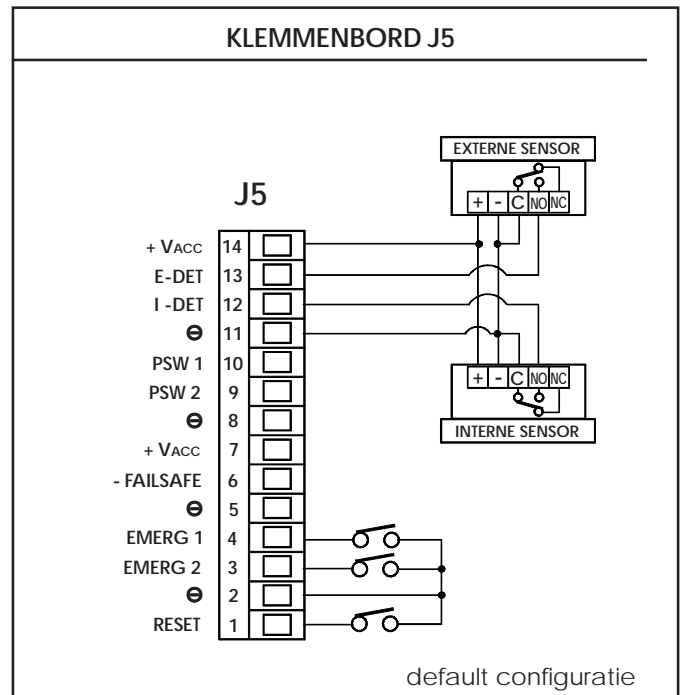 KLEMMENBORD J5
EXTERNE SENSOR
+ - C NO NC
J5
+ VACC 14
E-DET 13
I -DET 12
⊖ 11
PSW 1 10
PSW 2 9
⊖ 8
+ VACC 7
- FAILSAFE 6
⊖ 5
EMERG 1 4
EMERG 2 3
⊖ 2
RESET 1
+ - C NO NC
INTERNE SENSOR
default configuratie